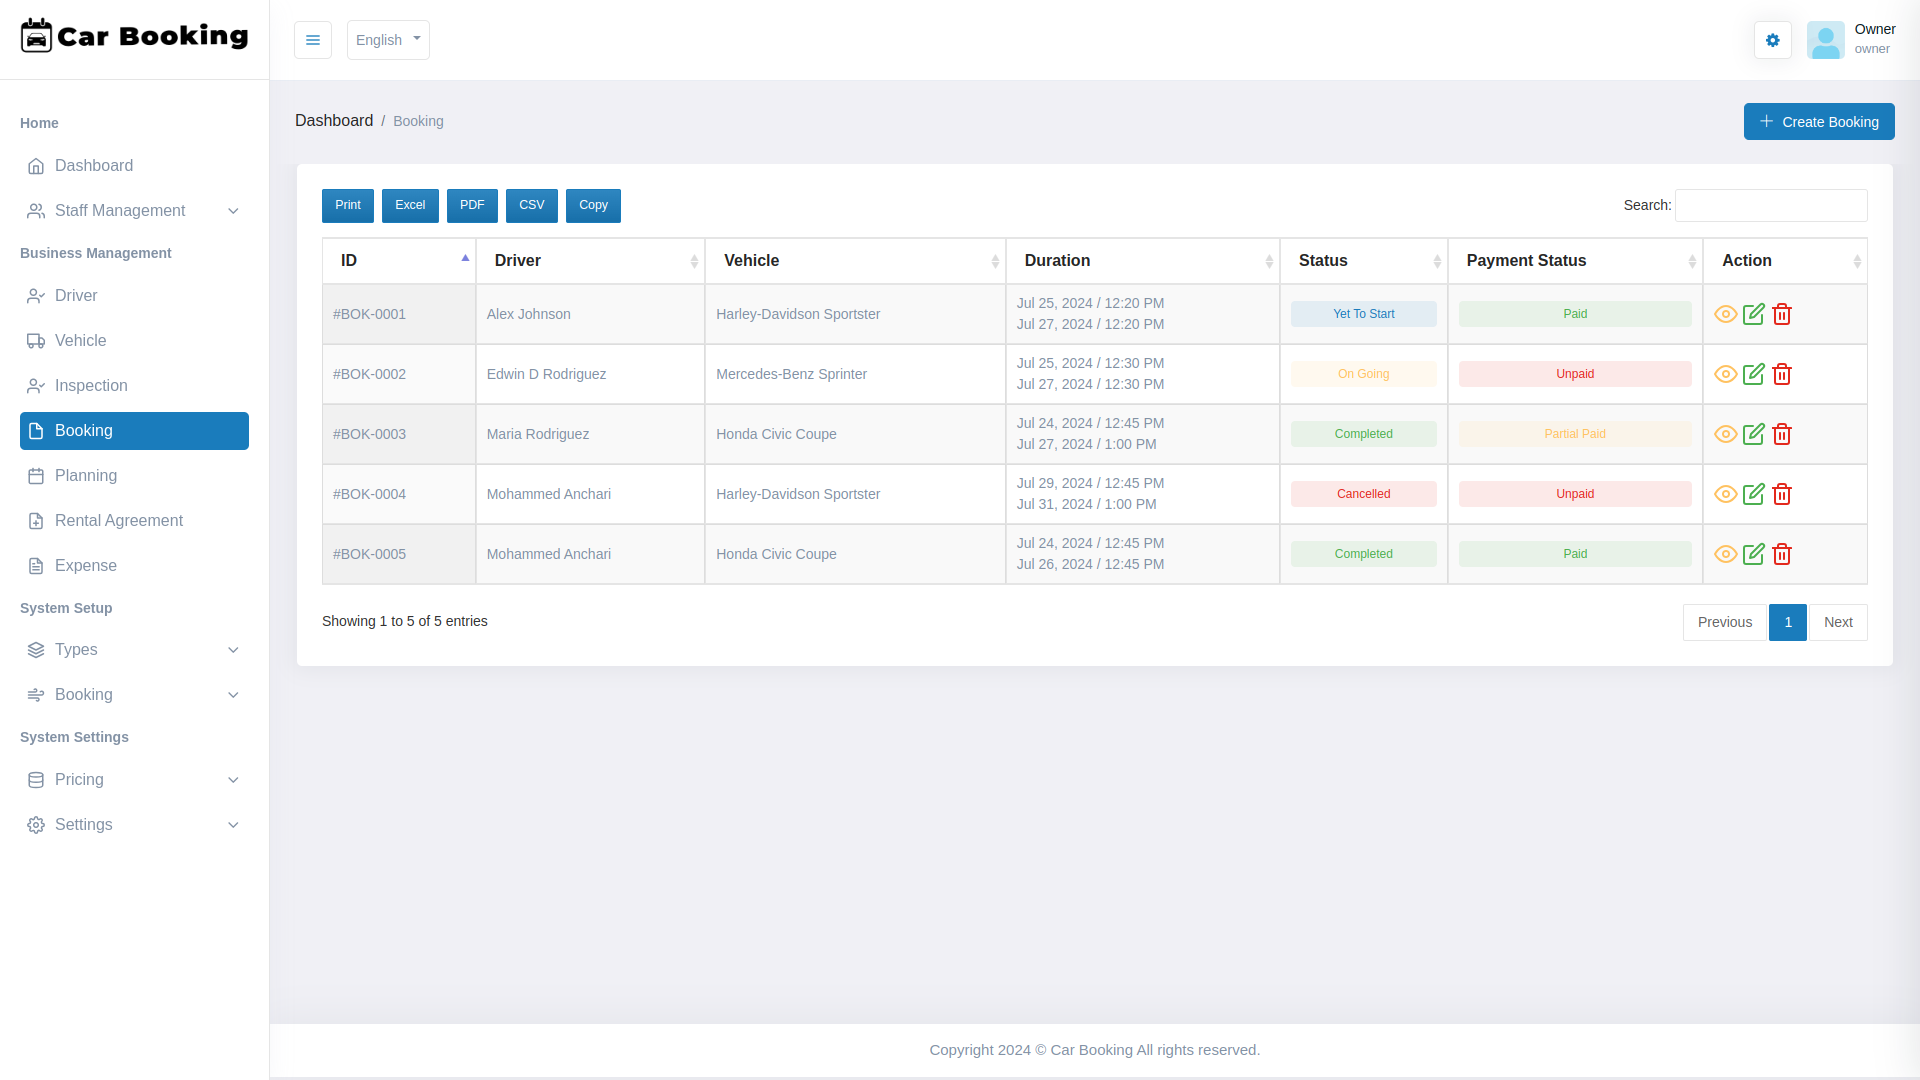 Car Booking
English
Owner
owner
Home
Dashboard
Staff Management
Business Management
Driver
Vehicle
Inspection
Booking
Planning
Rental Agreement
Expense
System Setup
Types
Booking
System Settings
Pricing
Settings
Dashboard / Booking
Create Booking
Print Excel PDF CSV Copy
Search:
ID Driver Vehicle Duration Status Payment Status Action
#BOK-0001 Alex Johnson Harley-Davidson Sportster Jul 25, 2024 / 12:20 PM Yet To Start Paid
Jul 27, 2024 / 12:20 PM
#BOK-0002 Edwin D Rodriguez Mercedes-Benz Sprinter Jul 25, 2024 / 12:30 PM On Going Unpaid
Jul 27, 2024 / 12:30 PM
#BOK-0003 Maria Rodriguez Honda Civic Coupe Jul 24, 2024 / 12:45 PM Completed Partial Paid
Jul 27, 2024 / 1:00 PM
#BOK-0004 Mohammed Anchari Harley-Davidson Sportster Jul 29, 2024 / 12:45 PM Cancelled Unpaid
Jul 31, 2024 / 1:00 PM
#BOK-0005 Mohammed Anchari Honda Civic Coupe Jul 24, 2024 / 12:45 PM Completed Paid
Jul 26, 2024 / 12:45 PM
Showing 1 to 5 of 5 entries
Previous 1 Next
Copyright 2024 © Car Booking All rights reserved.